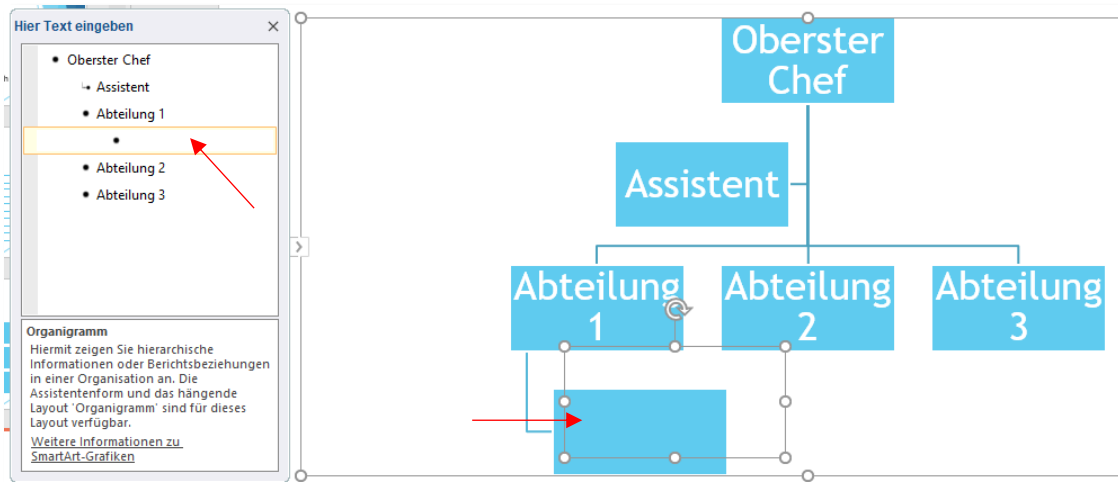 Hier Text eingeben
Oberster Chef
Assistent
Abteilung 1
Abteilung 2
Abteilung 3
Organigramm
Hiermit zeigen Sie hierarchische
Informationen oder Berichtsbeziehungen
in einer Organisation an. Die
Assistentenform und das hängende
Layout 'Organigramm' sind für dieses
Layout verfügbar.
Weitere Informationen zu
SmartArt-Grafiken
Oberster
Chef
Assistent
Abteilung
1
Abteilung
2
Abteilung
3